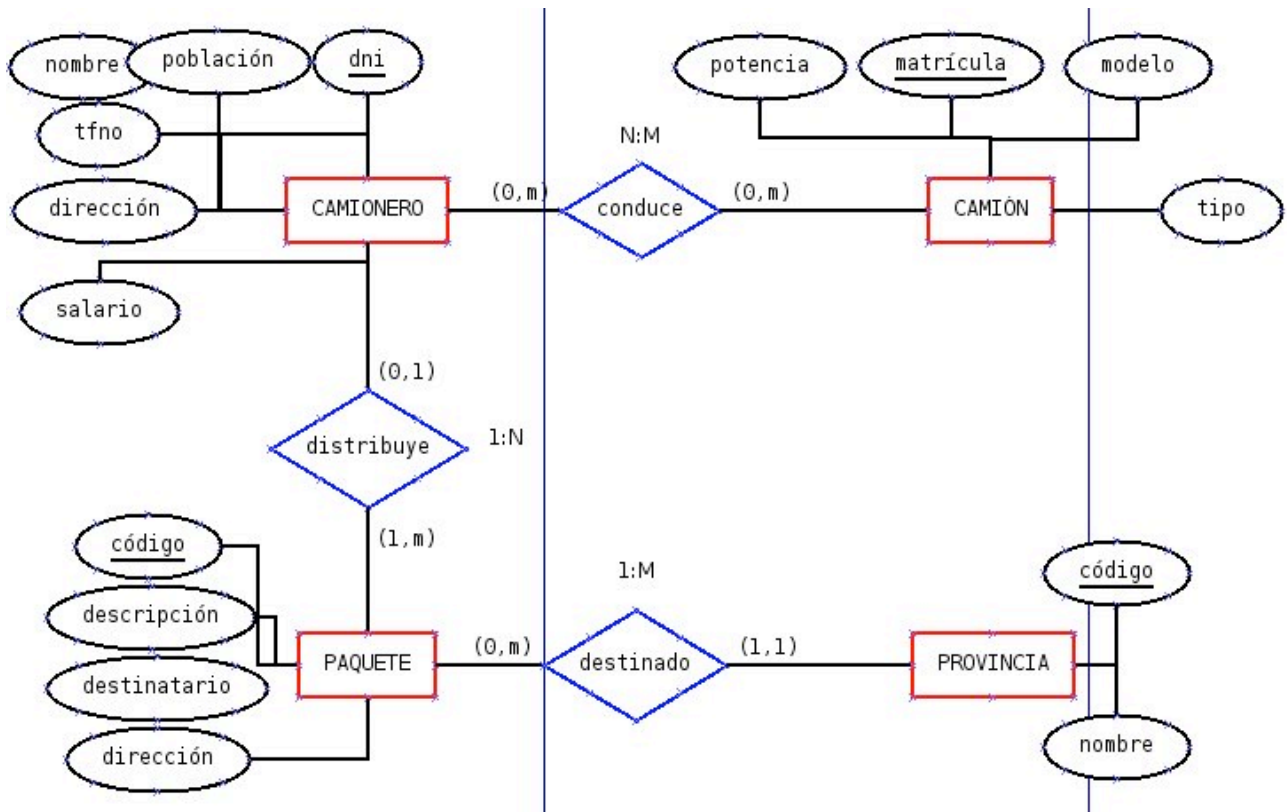 nombre
población
dni
potencia
matrícula
modelo
tfno
N:M
dirección
CAMIONERO
(0,m)
conduce
(0,m)
CAMIÓN
tipo
salario
(0,1)
distribuye
1:N
(1,m)
código
descripción
destinatario
dirección
PAQUETE
1:M
(0,m)
destinado
(1,1)
PROVINCIA
código
nombre